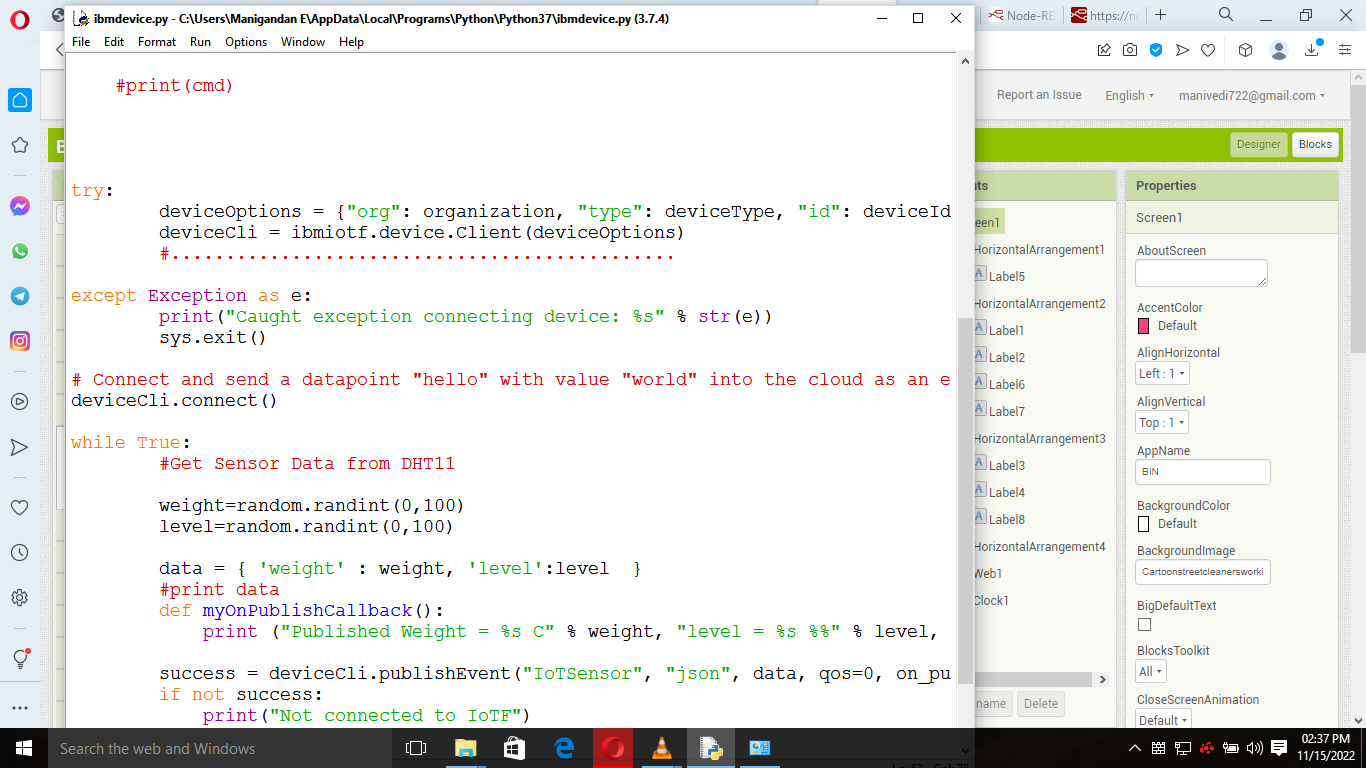 ibmdevice.py - C:\Users\Manigandan E\AppData\Local\Programs\Python\Python37\ibmdevice.py (3.7.4)
File Edit Format Run Options Window Help
#print(cmd)
try:
deviceOptions = {"org": organization, "type": deviceType, "id": deviceId
deviceCli = ibmiotf.device.Client(deviceOptions)
#..............................................
except Exception as e:
print("Caught exception connecting device: %s" % str(e))
sys.exit()
# Connect and send a datapoint "hello" with value "world" into the cloud as an e
deviceCli.connect()
while True:
#Get Sensor Data from DHT11
weight=random.randint(0,100)
level=random.randint(0,100)
data = { 'weight' : weight, 'level':level }
#print data
def myOnPublishCallback():
print ("Published Weight = %s C" % weight, "level = %s %%" % level,
success = deviceCli.publishEvent("IoTSensor", "json", data, qos=0, on_pu
if not success:
print("Not connected to IoTF")
Node-RE
https://n
Report an Issue English manivedi722@gmail.com
Designer Blocks
nts
een1
HorizontalArrangement1
A Label5
HorizontalArrangement2
A Label1
A Label2
A Label6
A Label7
HorizontalArrangement3
A Label3
A Label4
A Label8
HorizontalArrangement4
Web1
Clock1
name Delete
Properties
Screen1
AboutScreen
AccentColor
Default
AlignHorizontal
Left : 1
AlignVertical
Top : 1
AppName
BIN
BackgroundColor
Default
BackgroundImage
Cartoonstreetcleanersworki
BigDefaultText
BlocksToolkit
All
CloseScreenAnimation
Default
Search the web and Windows
02:37 PM
11/15/2022